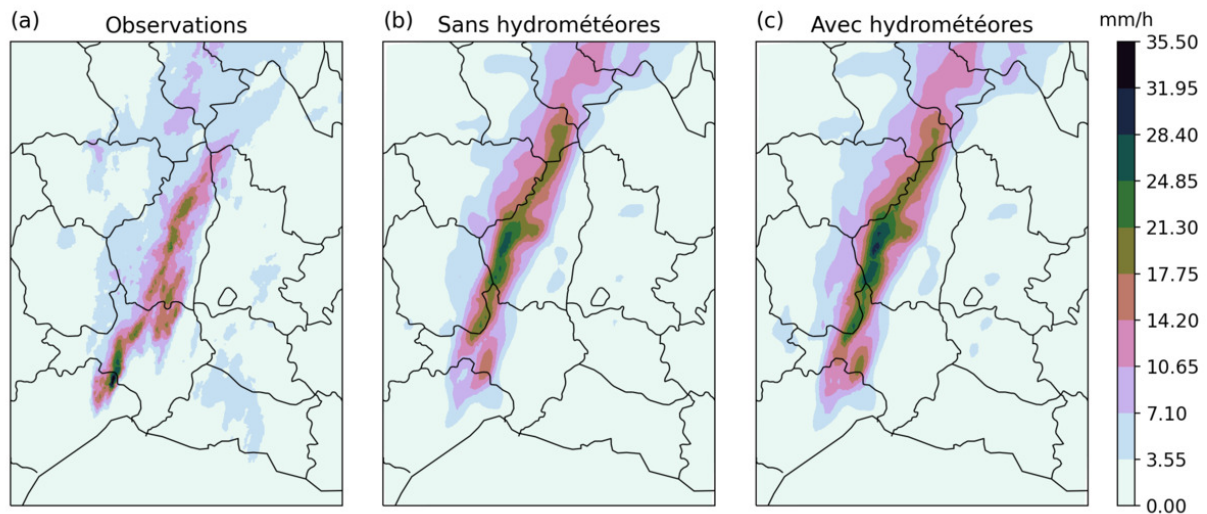 (a) Observations
(b) Sans hydrométéores
(c) Avec hydrométéores
mm/h
35.50
31.95
28.40
24.85
21.30
17.75
14.20
10.65
7.10
3.55
0.00